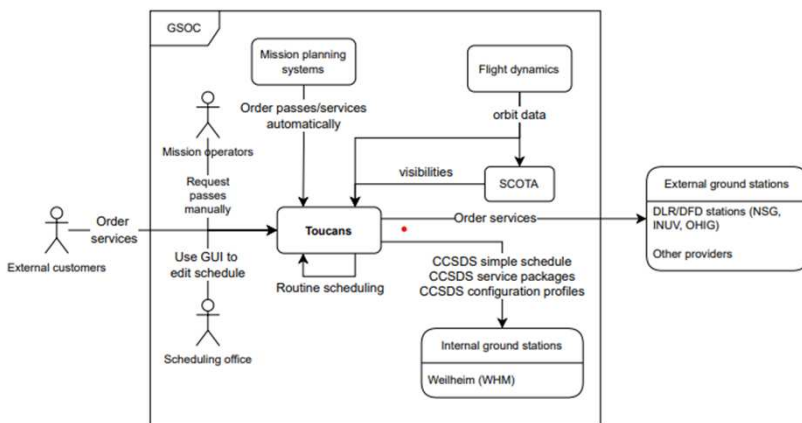 GSOC
Mission planning
systems
Flight dynamics
Order passes/services
automatically
orbit data
Mission operators
visibilities
SCOTA
Request
passes
manually
External ground stations
DLR/DFD stations (NSG,
INUV, OHIG)
Other providers
Order
services
Toucans
Order services
External customers
Use GUI to
edit schedule
CCSDS simple schedule
CCSDS service packages
CCSDS configuration profiles
Routine scheduling
Scheduling office
Internal ground stations
Weilheim (WHM)